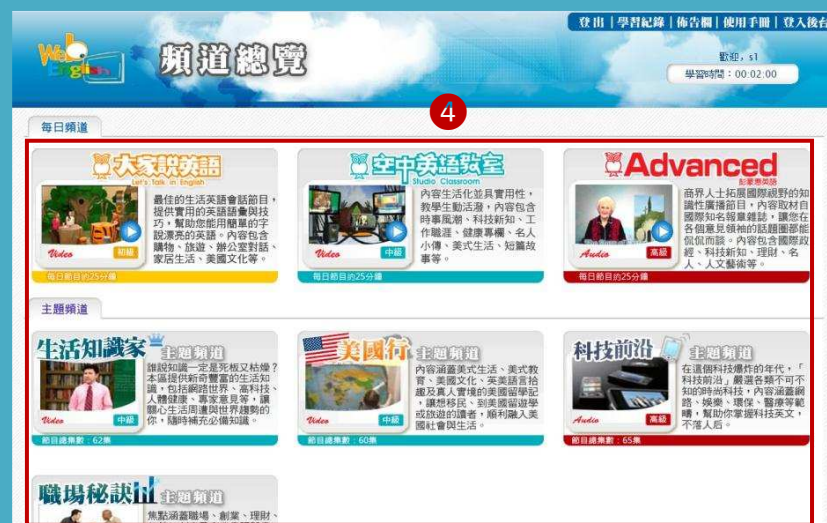 登出 | 學習紀錄 | 佈告欄 | 使用手冊 | 登入後台
Web English
頻道總覽
歡迎, s1
學習時間：00:02:00
4
每日頻道
大家說英語
Let's Talk in English
最佳的生活英語會話節目，
提供實用的英語語彙與技
巧，幫助您能用簡單的字
說漂亮的英語。內容包含
購物、旅遊、辦公室對話、
家居生活、美國文化等。
Video
初級
每日節目的25分鐘
空中英語教室
Studio Classroom
內容生活化並具實用性，
教學生動活潑，內容包含
時事風潮、科技新知、工
作職涯、健康專欄、名人
小傳、美式生活、短篇故
事等。
Video
中級
每日節目的25分鐘
Advanced
彭蒙惠英語
商界人士拓展國際視野的知
識性廣播節目，內容取材自
國際知名報章雜誌，讓您在
各個意見領袖的話題圈都能
侃侃而談。內容包含國際政
經、科技新知、理財、名
人、人文藝術等。
Audio
高級
每日節目的25分鐘
主題頻道
生活知識家
主題頻道
誰說知識一定是死板又枯燥？
本區提供新奇豐富的生活知
識，包括網路世界、高科技、
人體健康、專家意見等，讓
關心生活周遭與世界趨勢的
你，隨時補充必備知識。
Video
中級
節目總集數：62集
美國行
主題頻道
內容涵蓋美式生活、美式教
育、美國文化、英美語言拾
趣及真人實境的美國留學記
，讓想移民、到美國留遊學
或旅遊的讀者，順利融入美
國社會與生活。
Video
中級
節目總集數：60集
科技前沿
主題頻道
在這個科技爆炸的年代，「
科技前沿」嚴選各類不可不
知的時尚科技，內容涵蓋網
路、娛樂、環保、醫療等範
疇，幫助你掌握科技英文，
不落人后。
Audio
高級
節目總集數：65集
職場秘訣
主題頻道
焦點涵蓋職場、創業、理財、